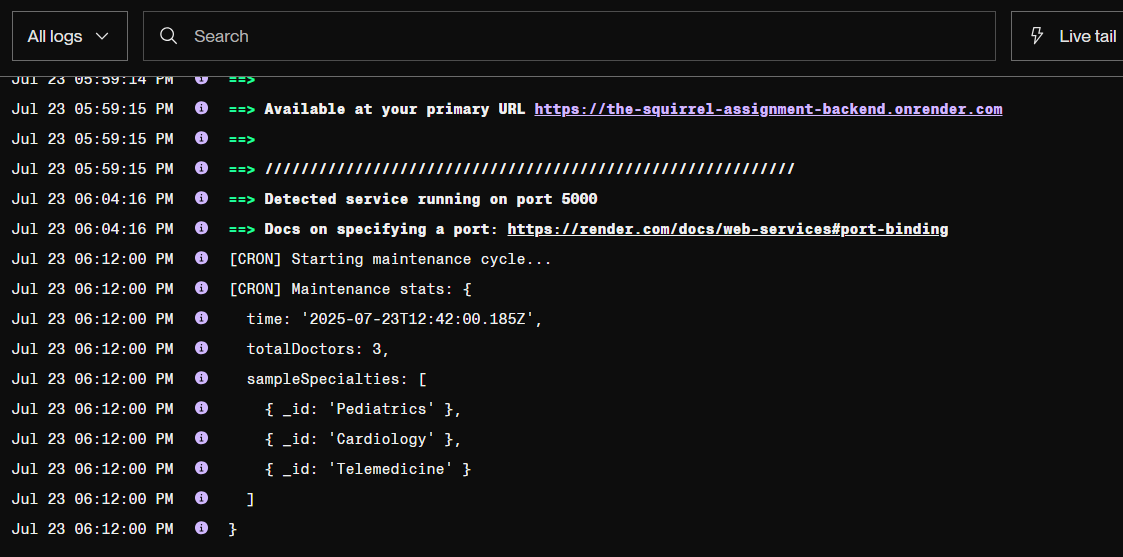 All logs
Search
Live tail
Jul 23 05:59:14 PM ==>
Jul 23 05:59:15 PM ==> Available at your primary URL https://the-squirrel-assignment-backend.onrender.com
Jul 23 05:59:15 PM ==>
Jul 23 05:59:15 PM ==> ///////////////////////////////////////////////////////////
Jul 23 06:04:16 PM ==> Detected service running on port 5000
Jul 23 06:04:16 PM ==> Docs on specifying a port: https://render.com/docs/web-services#port-binding
Jul 23 06:12:00 PM [CRON] Starting maintenance cycle...
Jul 23 06:12:00 PM [CRON] Maintenance stats: {
Jul 23 06:12:00 PM time: '2025-07-23T12:42:00.185Z',
Jul 23 06:12:00 PM totalDoctors: 3,
Jul 23 06:12:00 PM sampleSpecialties: [
Jul 23 06:12:00 PM { _id: 'Pediatrics' },
Jul 23 06:12:00 PM { _id: 'Cardiology' },
Jul 23 06:12:00 PM { _id: 'Telemedicine' }
Jul 23 06:12:00 PM ]
Jul 23 06:12:00 PM }